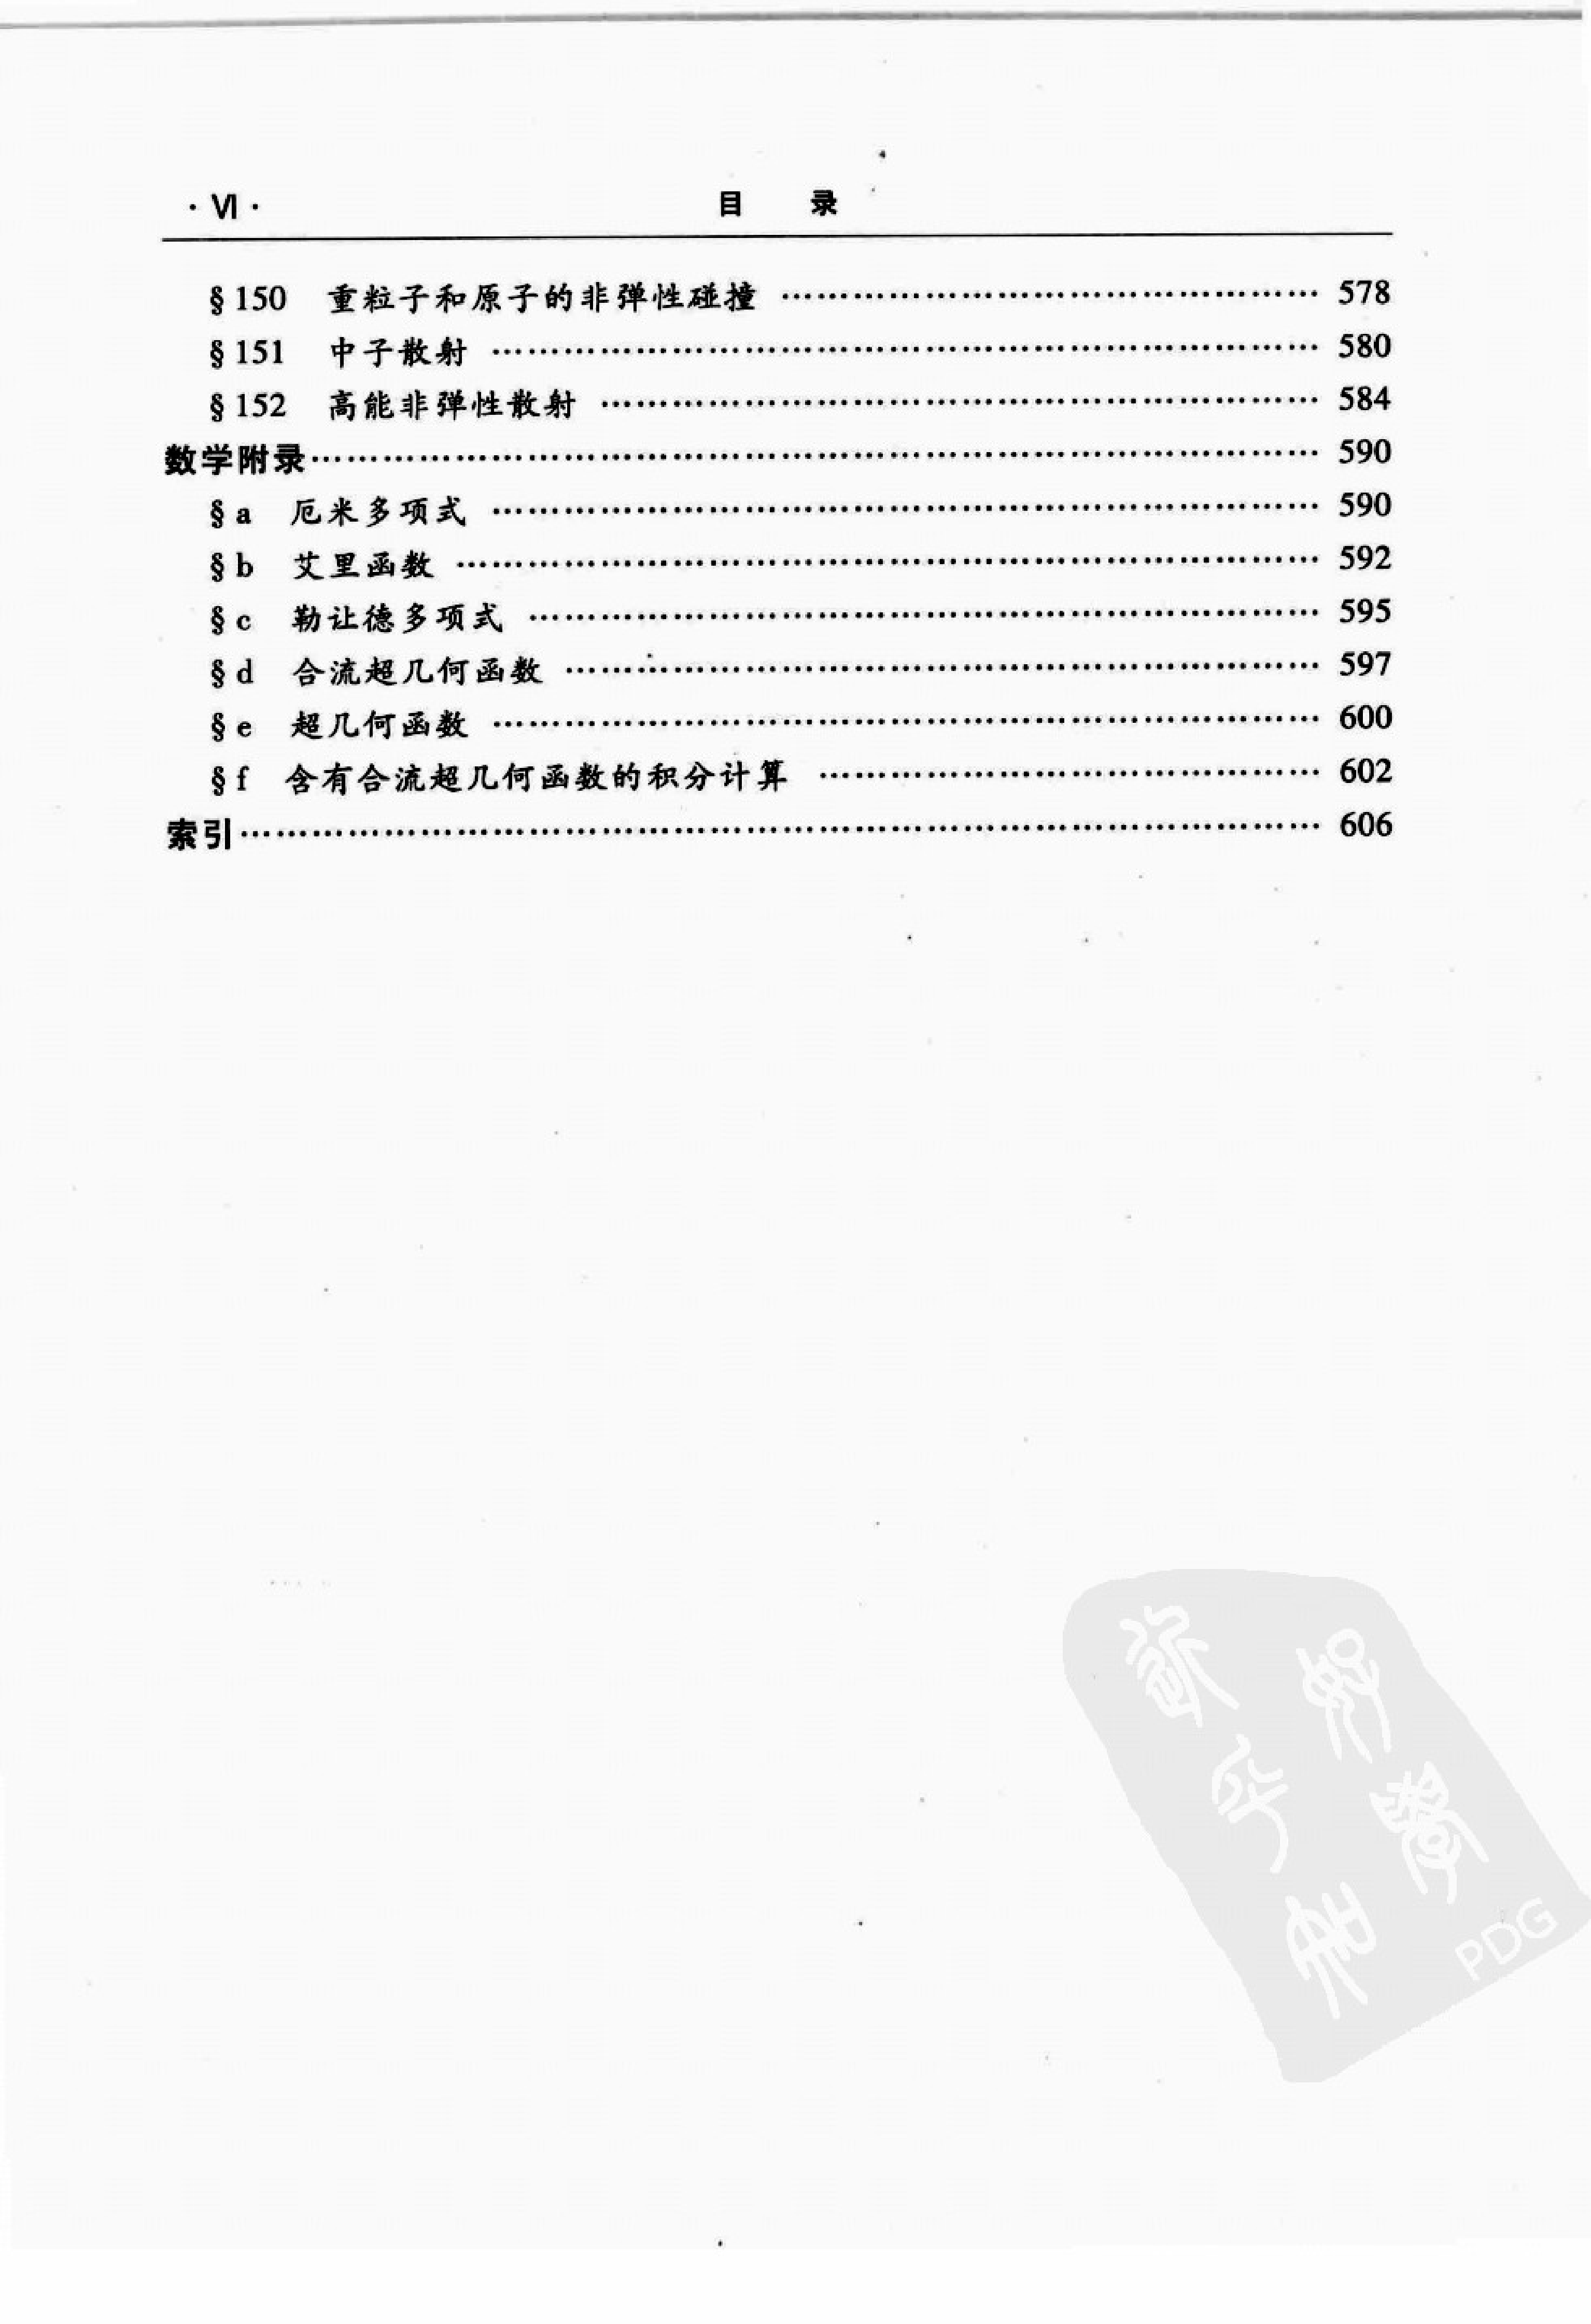 · Ⅵ · 目 录
§150 重粒子和原子的非弹性碰撞 …………………………………… 578
§151 中子散射 …………………………………………………………… 580
§152 高能非弹性散射 ………………………………………………… 584
数学附录 ……………………………………………………………………… 590
§a 厄米多项式 ………………………………………………………… 590
§b 艾里函数 …………………………………………………………… 592
§c 勒让德多项式 ……………………………………………………… 595
§d 合流超几何函数 …………………………………………………… 597
§e 超几何函数 ………………………………………………………… 600
§f 含有合流超几何函数的积分计算 ………………………………… 602
索引 …………………………………………………………………………… 606
PDG